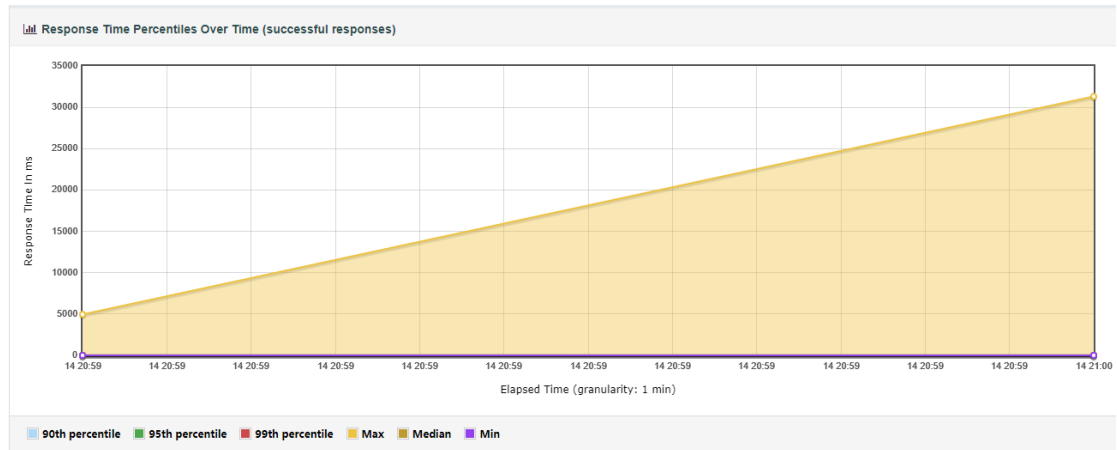 Response Time Percentiles Over Time (successful responses)
35000
30000
25000
20000
15000
10000
5000
0
Response Time In ms
14 20:59 14 20:59 14 20:59 14 20:59 14 20:59 14 20:59 14 20:59 14 20:59 14 20:59 14 20:59 14 20:59 14 20:59 14 21:00
Elapsed Time (granularity: 1 min)
90th percentile 95th percentile 99th percentile Max Median Min